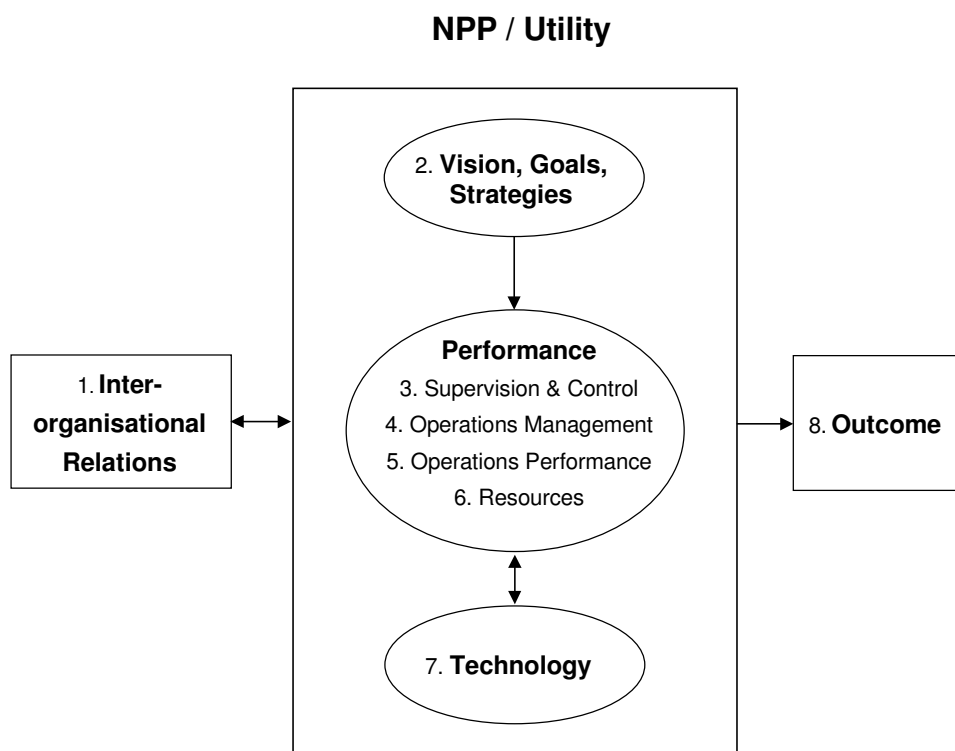 NPP / Utility
2. Vision, Goals,
Strategies
Performance
3. Supervision & Control
4. Operations Management
5. Operations Performance
6. Resources
7. Technology
1. Inter-
organisational
Relations
8. Outcome